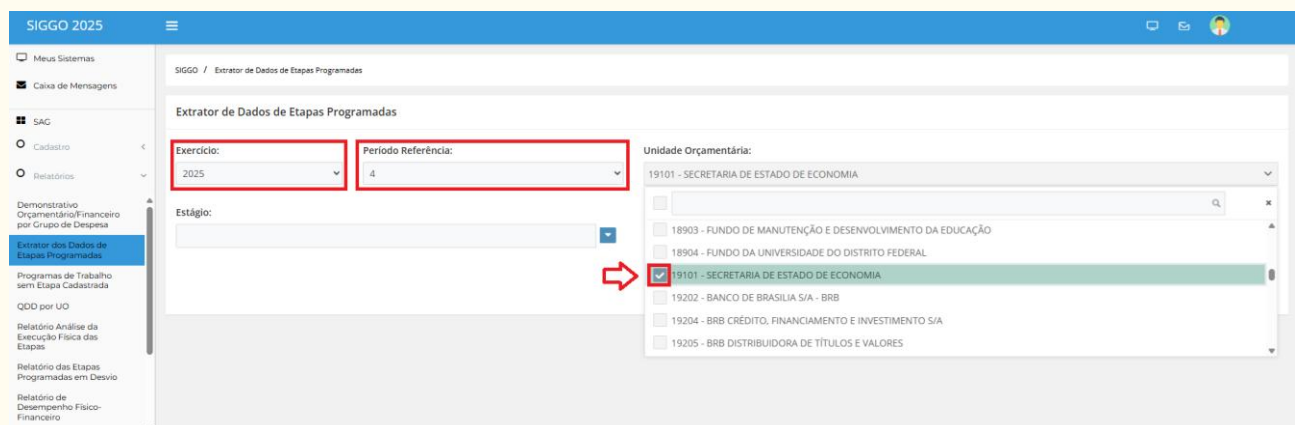 SIGGO 2025
Meus Sistemas
Caixa de Mensagens
SAG
Cadastro
Relatórios
Demonstrativo
Orçamentário/Financeiro
por Grupo de Despesa
Extrator dos Dados de
Etapas Programadas
Programas de Trabalho
sem Etapa Cadastrada
QDD por UO
Relatório Análise da
Execução Física das
Etapas
Relatório das Etapas
Programadas em Desvio
Relatório de
Desempenho Físico-
Financeiro
SIGGO / Extrator de Dados de Etapas Programadas
Extrator de Dados de Etapas Programadas
Exercício:
2025
Período Referência:
4
Unidade Orçamentária:
19101 - SECRETARIA DE ESTADO DE ECONOMIA
Estágio:
18903 - FUNDO DE MANUTENÇÃO E DESENVOLVIMENTO DA EDUCAÇÃO
18904 - FUNDO DA UNIVERSIDADE DO DISTRITO FEDERAL
19101 - SECRETARIA DE ESTADO DE ECONOMIA
19202 - BANCO DE BRASILIA S/A - BRB
19204 - BRB CRÉDITO, FINANCIAMENTO E INVESTIMENTO S/A
19205 - BRB DISTRIBUIDORA DE TÍTULOS E VALORES